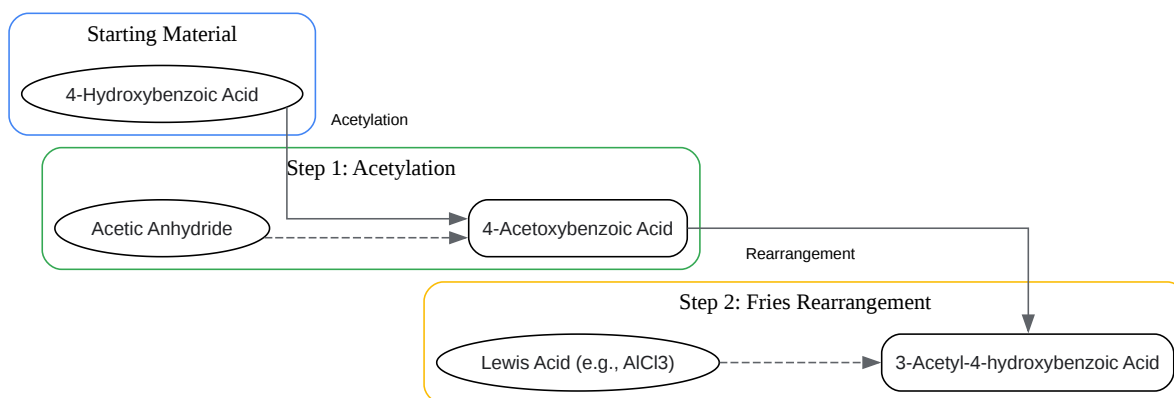 Starting Material
4-Hydroxybenzoic Acid
Acetylation
Step 1: Acetylation
Acetic Anhydride
4-Acetoxybenzoic Acid
Rearrangement
Step 2: Fries Rearrangement
Lewis Acid (e.g., AlCl3)
3-Acetyl-4-hydroxybenzoic Acid